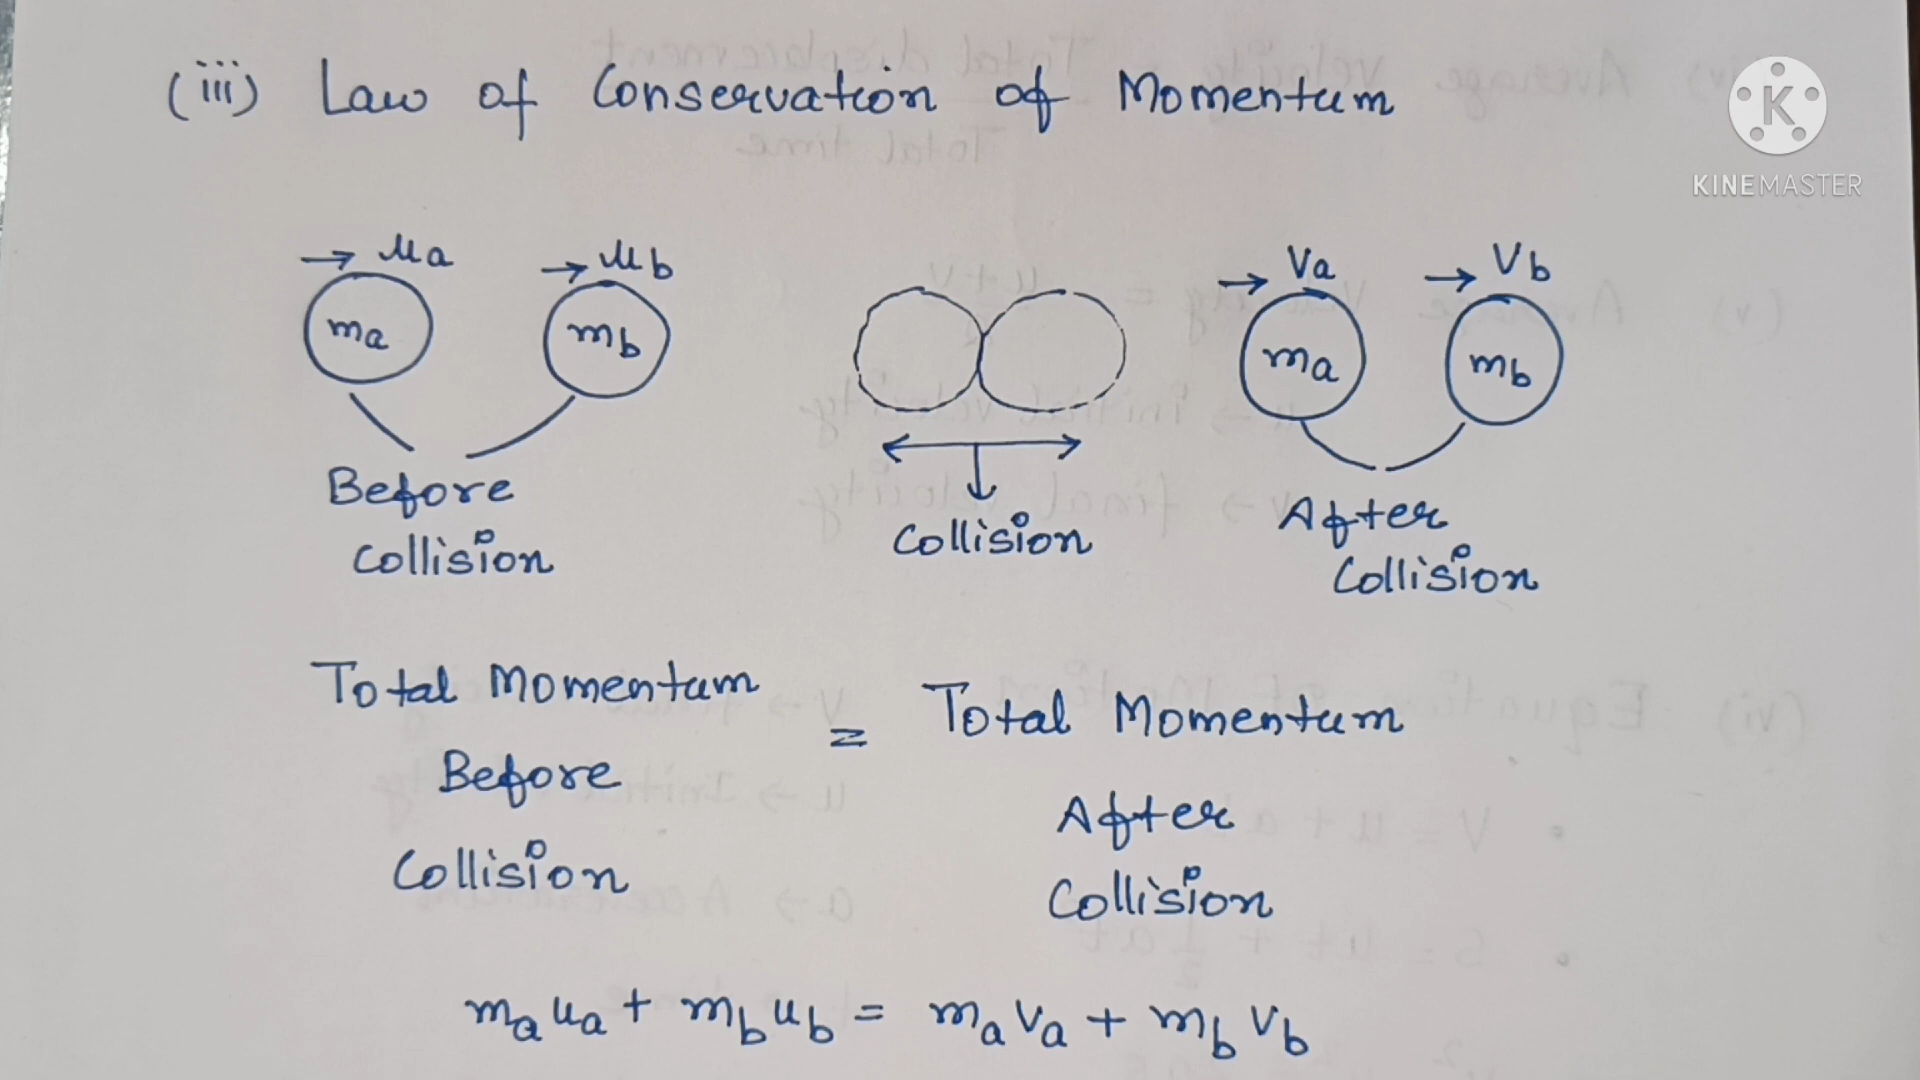 (iii) Law of Conservation of Momentum
K
KINEMASTER
→ ua → ub → Va → Vb
ma mb ma mb
Before
Collision
Collision
After
Collision
Total Momentum = Total Momentum
Before After
Collision Collision
maua + mbub = mava + mbvb